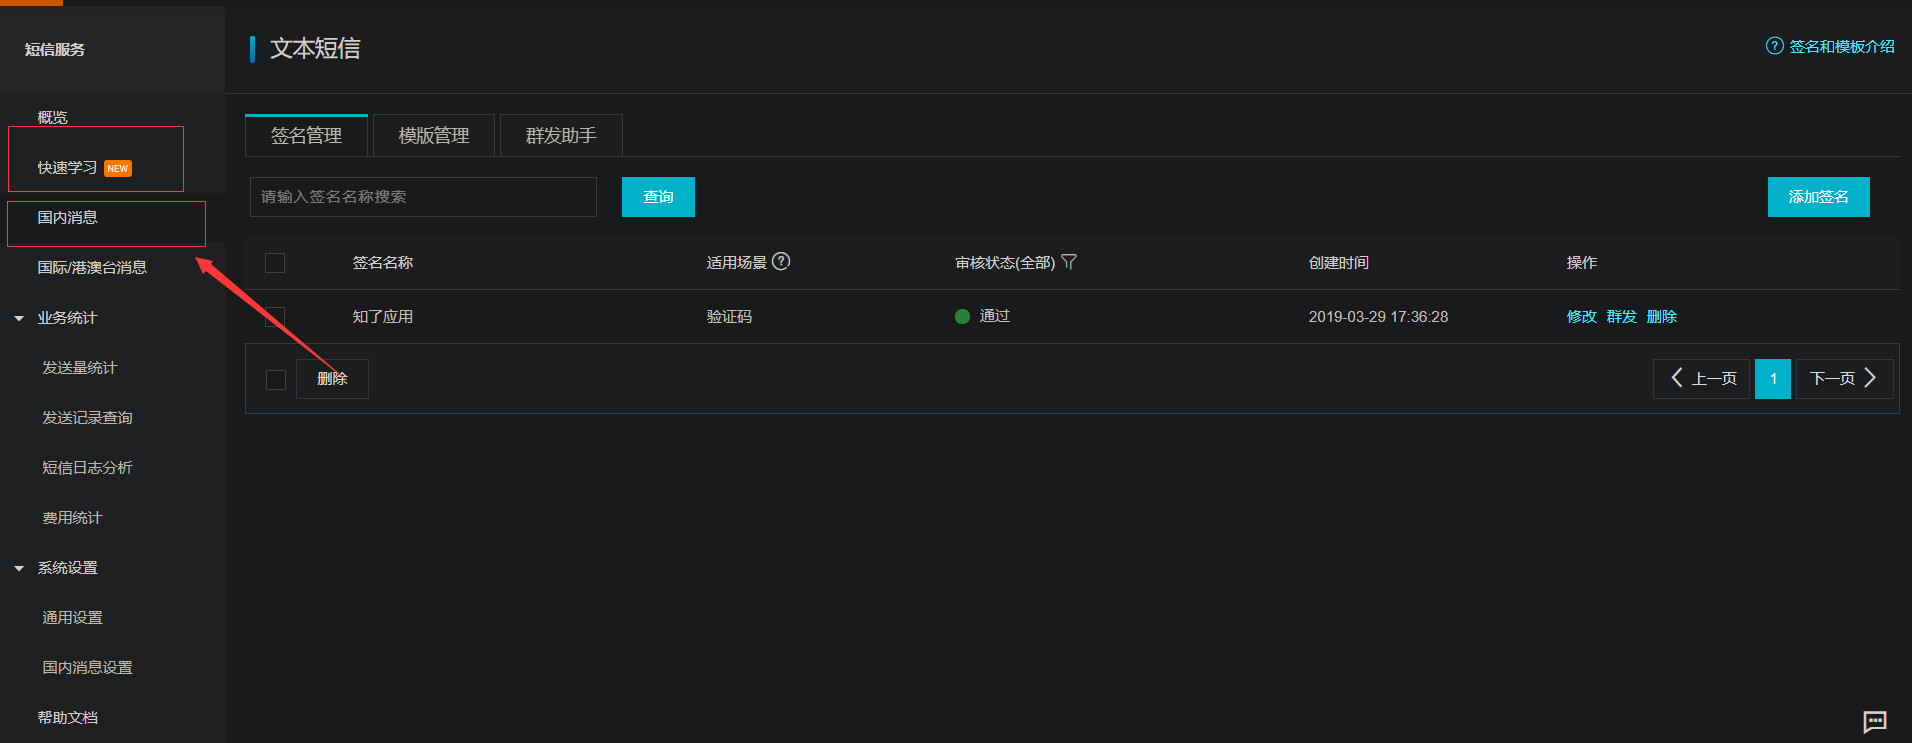 短信服务
概览
快速学习 NEW
国内消息
国际/港澳台消息
业务统计
发送量统计
发送记录查询
短信日志分析
费用统计
系统设置
通用设置
国内消息设置
帮助文档
文本短信
? 签名和模板介绍
签名管理 模版管理 群发助手
请输入签名名称搜索 查询 添加签名
签名名称 适用场景 ? 审核状态(全部) 创建时间 操作
知了应用 验证码 通过 2019-03-29 17:36:28 修改 群发 删除
删除 上一页 1 下一页